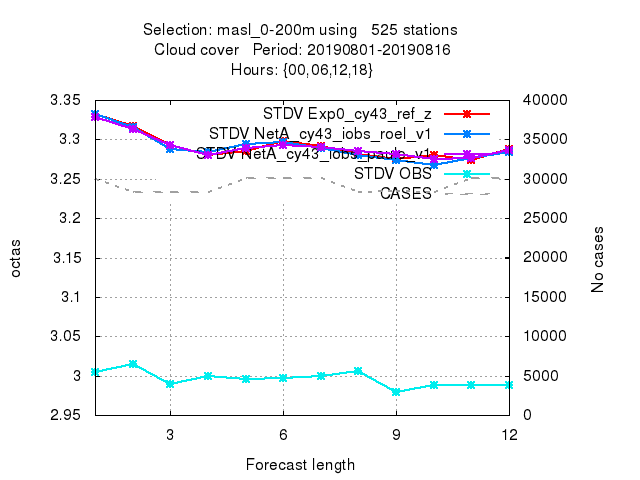 Selection: masl_0-200m using   525 stations
Cloud cover   Period: 20190801-20190816
Hours: {00,06,12,18}
3.35
3.3
3.25
3.2
3.15
3.1
3.05
3
2.95
octas
40000
35000
30000
25000
20000
15000
10000
5000
0
No cases
STDV Exp0_cy43_ref_z
STDV NetA_cy43_iobs_roel_v1
STDV NetA_cy43_iobs_ _v1
STDV OBS
CASES
3
6
9
12
Forecast length